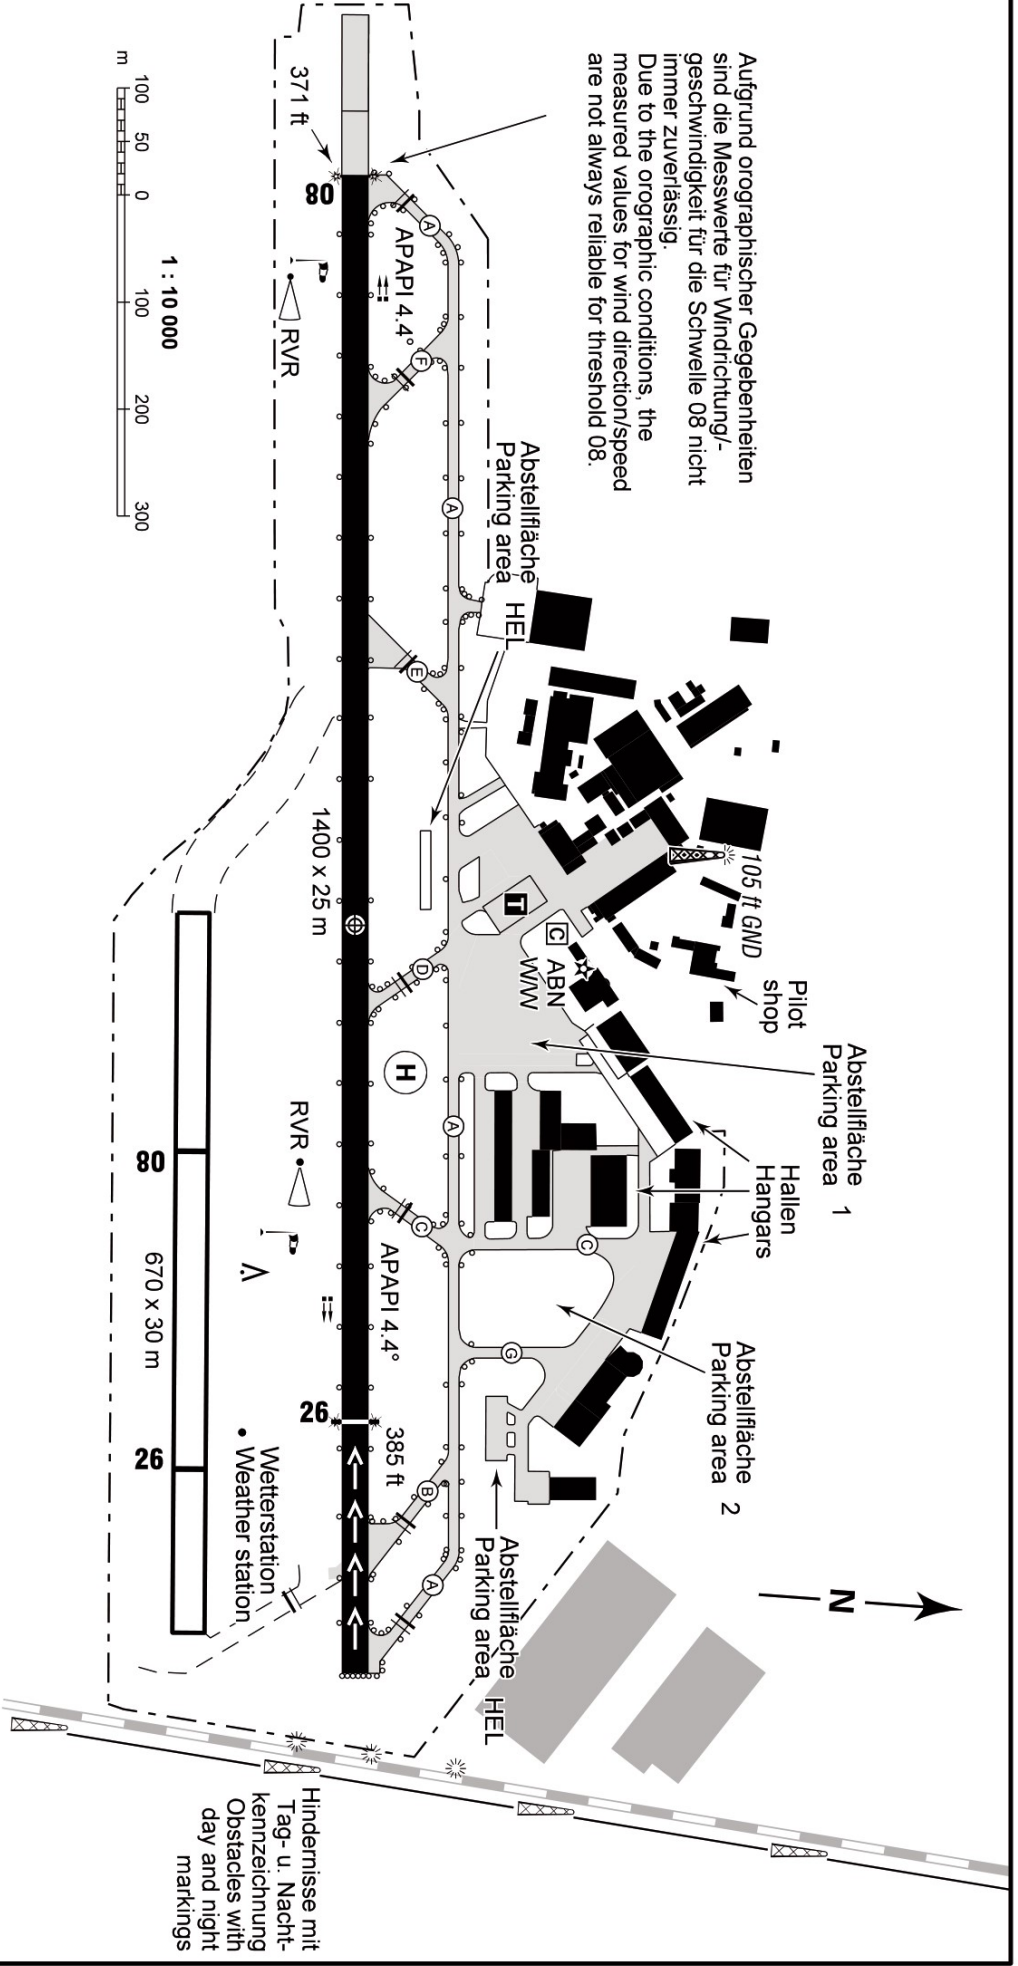 Aufgrund orographischer Gegebenheiten
sind die Messwerte für Windrichtung/-
geschwindigkeit für die Schwelle 08 nicht
immer zuverlässig.
Due to the orographic conditions, the
measured values for wind direction/speed
are not always reliable for threshold 08.
105 ft GND
Pilot
shop
Abstellfläche 1
Parking area
Hallen
Hangars
Abstellfläche 2
Parking area
N
Abstellfläche
Parking area
HEL
T
C
ABN
W/W
C
G
Abstellfläche
Parking area
HEL
A
A
A
F
E
D
C
B
A
APAPI 4.4°
H
APAPI 4.4°
385 ft
371 ft
08
26
1400 x 25 m
RVR
RVR
1 : 10 000
m
100
50
0
100
200
300
08
670 x 30 m
26
Wetterstation
Weather station
Hindernisse mit
Tag- u. Nacht-
kennzeichnung
Obstacles with
day and night
markings